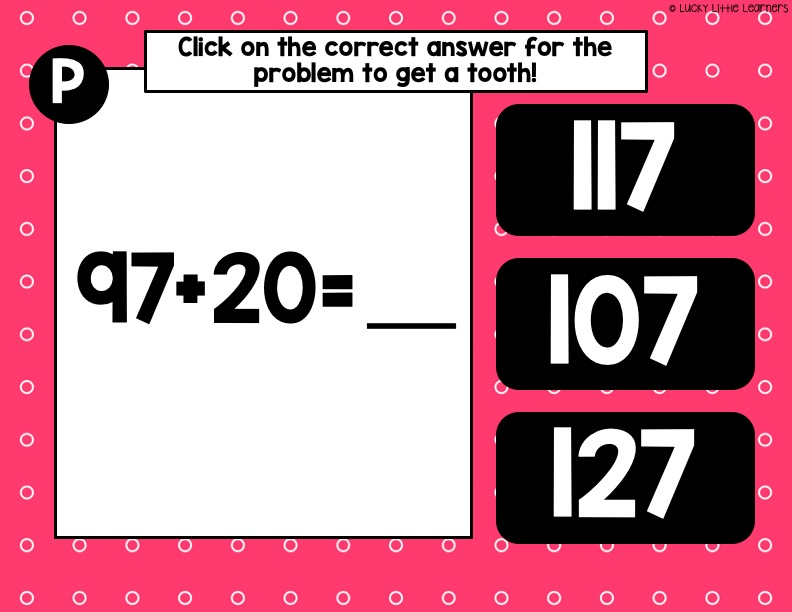 © Lucky Little Learners
Click on the correct answer for the
problem to get a tooth!
P
97+20= ___
117
107
127